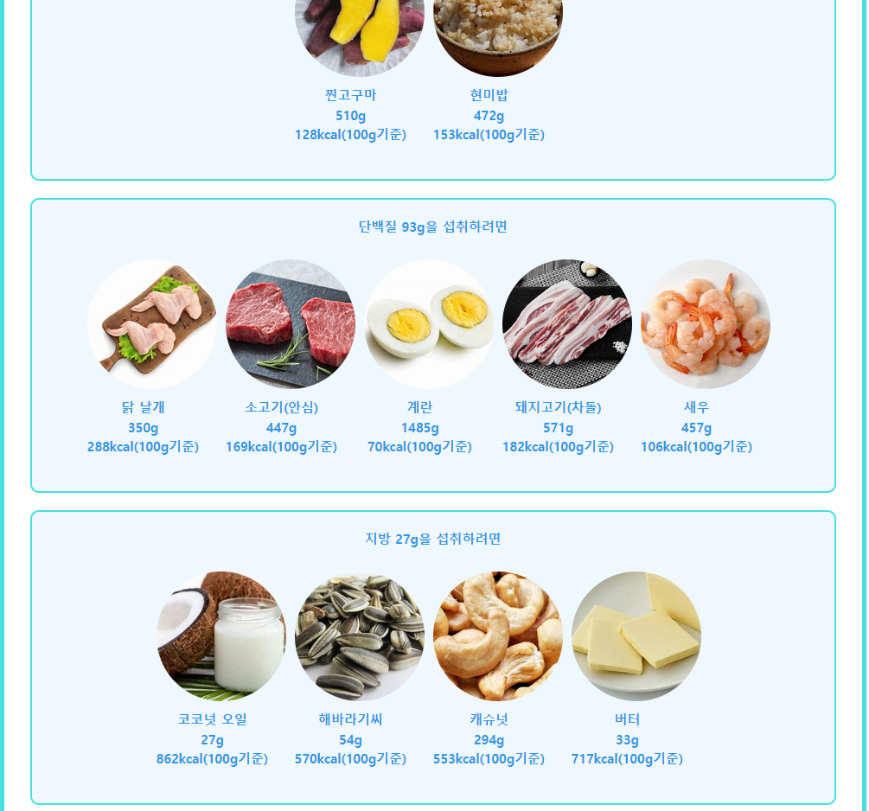 찐고구마
510g
128kcal(100g기준)
현미밥
472g
153kcal(100g기준)
단백질 93g을 섭취하려면
닭 날개
350g
288kcal(100g기준)
소고기(안심)
447g
169kcal(100g기준)
계란
1485g
70kcal(100g기준)
돼지고기(차돌)
571g
182kcal(100g기준)
새우
457g
106kcal(100g기준)
지방 27g을 섭취하려면
코코넛 오일
27g
862kcal(100g기준)
해바라기씨
54g
570kcal(100g기준)
캐슈넛
294g
553kcal(100g기준)
버터
33g
717kcal(100g기준)